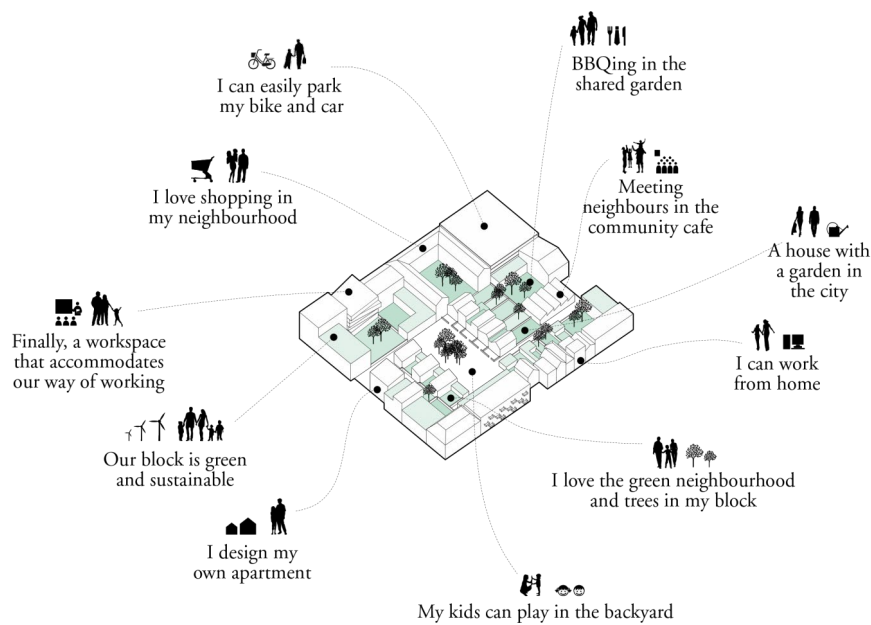 I can easily park
my bike and car
BBQing in the
shared garden
I love shopping in
my neighbourhood
Meeting
neighbours in the
community cafe
A house with
a garden in
the city
Finally, a workspace
that accommodates
our way of working
I can work
from home
Our block is green
and sustainable
I love the green neighbourhood
and trees in my block
I design my
own apartment
My kids can play in the backyard